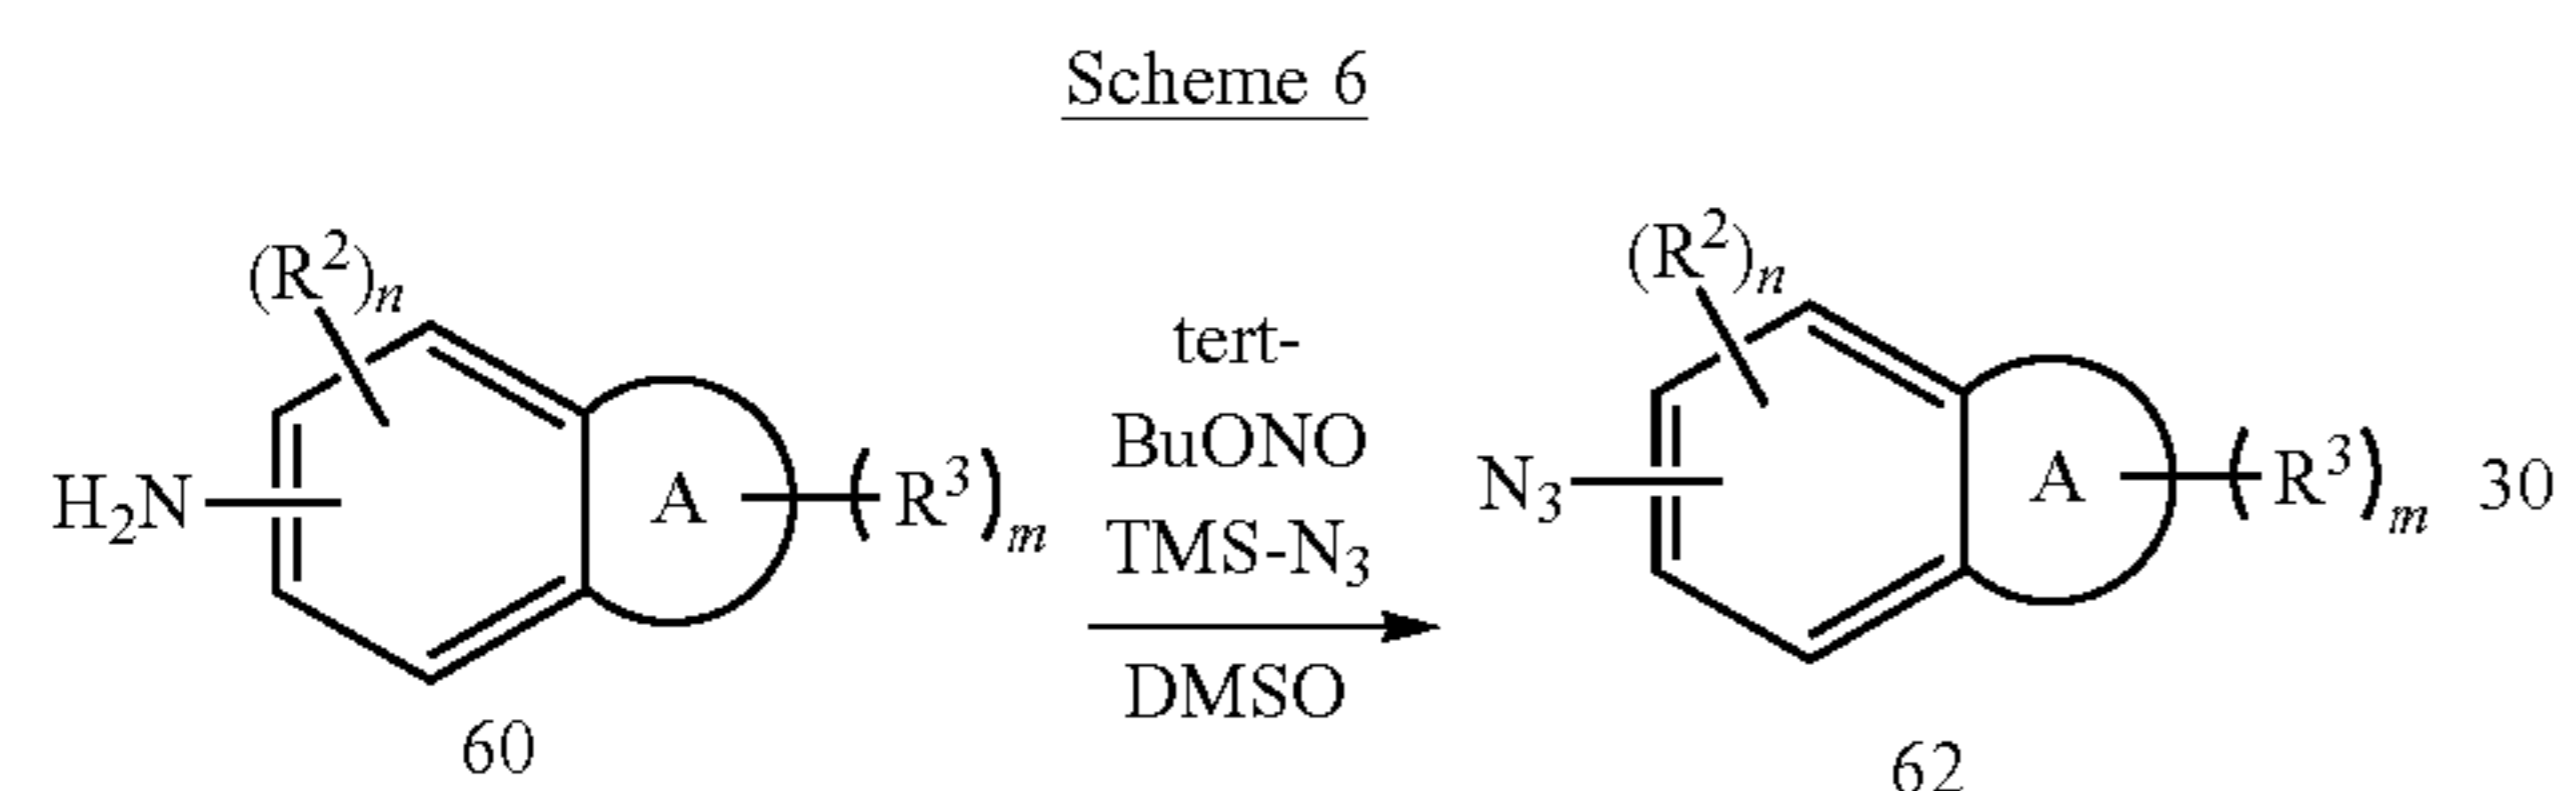 Scheme 6
(R²)ₙ
H₂N
A
(R³)ₘ
60
tert-
BuONO
TMS-N₃
DMSO
(R²)ₙ
N₃
A
(R³)ₘ
30
62